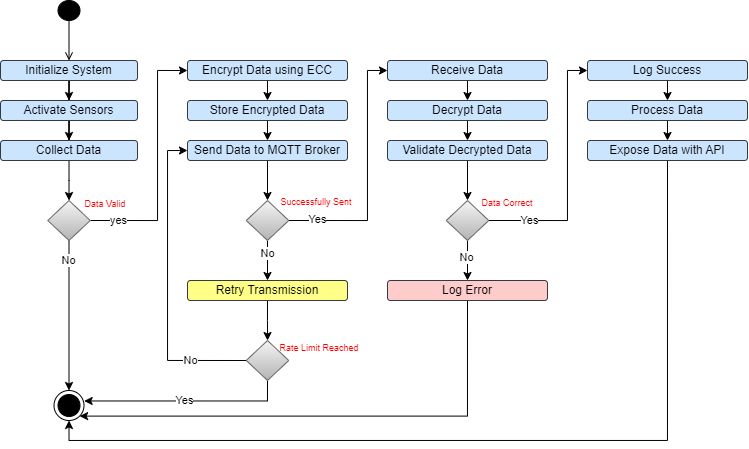 Initialize System
Activate Sensors
Collect Data
Data Valid
yes
No
Encrypt Data using ECC
Store Encrypted Data
Send Data to MQTT Broker
Successfully Sent
Yes
No
Retry Transmission
Rate Limit Reached
No
Yes
Receive Data
Decrypt Data
Validate Decrypted Data
Data Correct
Yes
No
Log Error
Log Success
Process Data
Expose Data with API